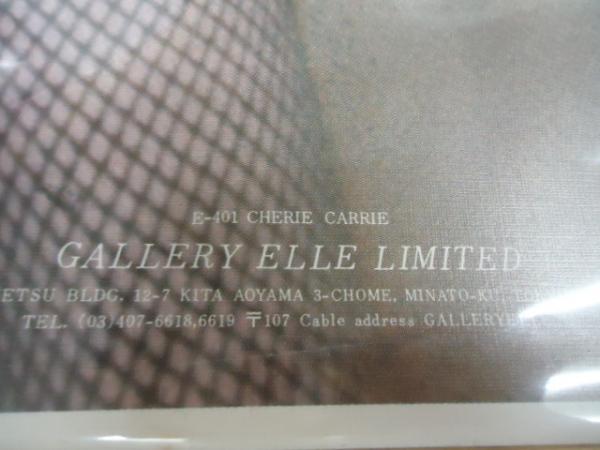 E-401 CHERIE CARRIE
GALLERY ELLE LIMITED
ETSU BLDG. 12-7 KITA AOYAMA 3-CHOME, MINATO-KU,
TEL. (03)407-6618,6619 〒107 Cable address GALLERYELLE